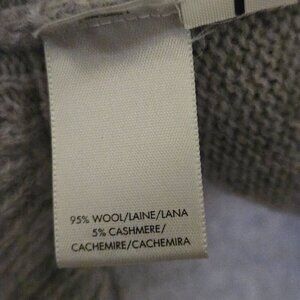 95% WOOL/LAINE/LANA
5% CASHMERE/
CACHEMIRE/CACHEMIRA